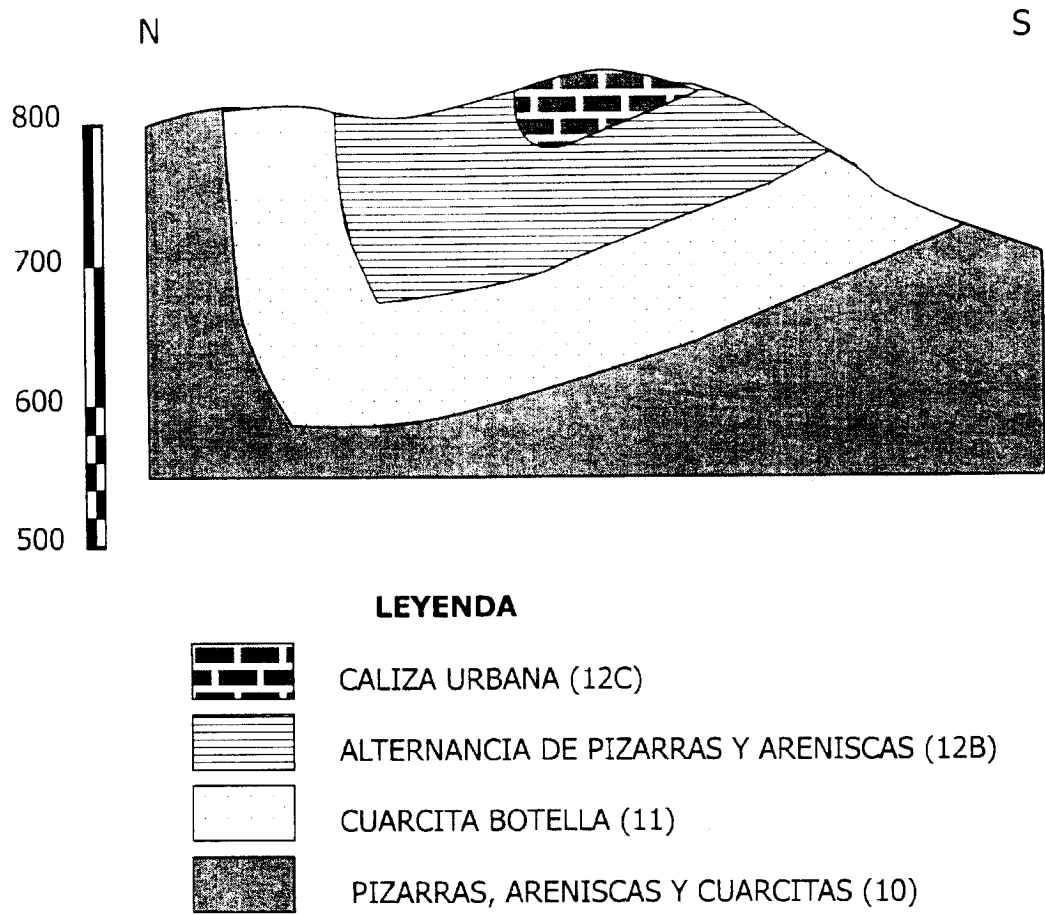 N
S
800
700
600
500
LEYENDA
CALIZA URBANA (12C)
ALTERNANCIA DE PIZARRAS Y ARENISCAS (12B)
CUARCITA BOTELLA (11)
PIZARRAS, ARENISCAS Y CUARCITAS (10)